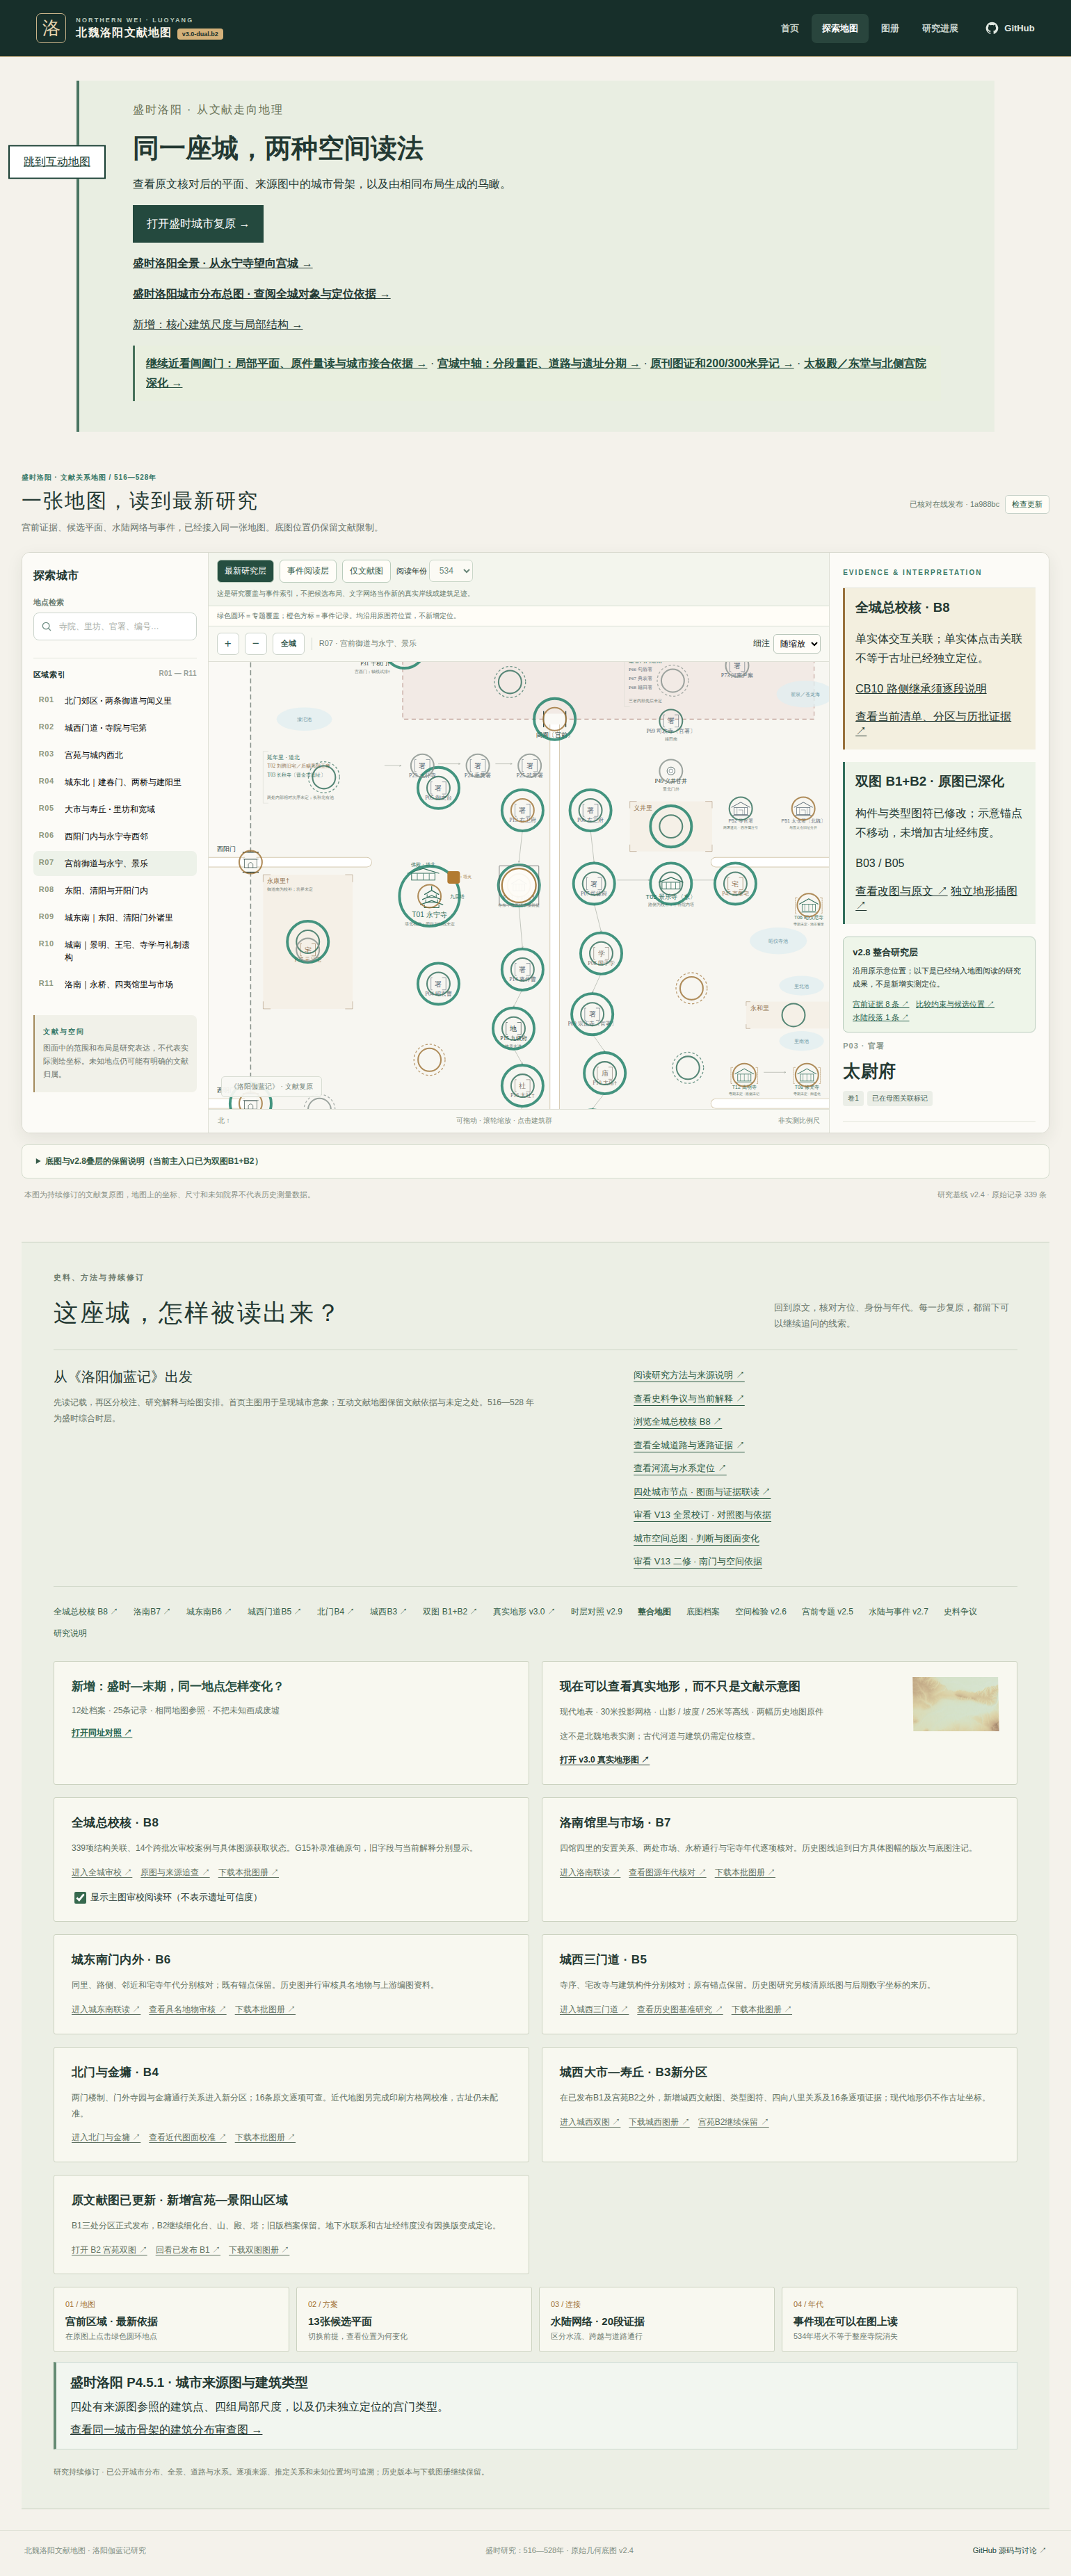 洛
NORTHERN WEI · LUOYANG
北魏洛阳文献地图 v3.0-dual.b2
首页 探索地图 图册 研究进展 GitHub
盛时洛阳 · 从文献走向地理
同一座城，两种空间读法
跳到互动地图
查看原文核对后的平面、来源图中的城市骨架，以及由相同布局生成的鸟瞰。
打开盛时城市复原 →
盛时洛阳全景 · 从永宁寺望向宫城 →
盛时洛阳城市分布总图 · 查阅全城对象与定位依据 →
新增：核心建筑尺度与局部结构 →
继续近看阊阖门：局部平面、原件量读与城市接合依据 → · 宫城中轴：分段量距、道路与遗址分期 → · 原刊图证和200/300米异记 → · 太极殿／东堂与北侧宫院
深化 →
盛时洛阳 · 文献关系地图 / 516—528年
一张地图，读到最新研究
宫前证据、候选平面、水陆网络与事件，已经接入同一张地图、底图位置仍保留文献限制。
已核对在线发布 · 1a988bc 检查更新
探索城市
地点检索
寺院、里坊、官署、编号…
区域索引 R01 — R11
R01 北门郊区 · 两条御道与闻义里
R02 城西门道 · 寺院与宅第
R03 宫苑与城内西北
R04 城东北｜建春门、两桥与建阳里
R05 大市与寿丘 · 里坊和宽域
R06 西阳门内与永宁寺西邻
R07 宫前御道与永宁、景乐
R08 东阳、清阳与开阳门内
R09 城东南｜东阳、清阳门外诸里
R10 城南｜景明、王宅、寺学与礼制遗
构
R11 洛南｜永桥、四夷馆里与市场
文献与空间
图面中的范围和布局是研究表达，不代表实
际测绘坐标。未知地点仍可能有明确的文献
归属。
最新研究层 事件阅读层 仅文献图 阅读年份 534
这是研究覆盖与事件索引，不把候选布局、文字网络当作新的真实岸线或建筑足迹。
绿色圆环＝专题覆盖；橙色方标＝事件记录。均沿用原图符位置，不新增定位。
+ − 全城 R07 · 宫前御道与永宁、景乐 细注 随缩放
延年里 · 道北
义井里
西阳门
永康里†
T01 永宁寺
永和里
《洛阳伽蓝记》 · 文献复原
北 ↑ 可拖动 · 滚轮缩放 · 点击建筑群 非实测比例尺
EVIDENCE & INTERPRETATION
全城总校核 · B8
单实体交互关联；单实体点击关联
不等于古址已经独立定位。
CB10 路侧继承须逐段说明
查看当前清单、分区与历批证据
↗
双图 B1+B2 · 原图已深化
构件与类型图符已修改；示意锚点
不移动，未增加古址经纬度。
B03 / B05
查看改图与原文 ↗ 独立地形插图
↗
v2.8 整合研究层
沿用原示意位置；以下是已经纳入地图阅读的研究
成果，不是新增实测定位。
宫前证据 8 条 ↗ 比较约束与候选位置 ↗
水陆段落 1 条 ↗
P03 · 官署
太尉府
卷1 已在母图关联标记
▶ 底图与v2.8叠层的保留说明（当前主入口已为双图B1+B2）
本图为持续修订的文献复原图，地图上的坐标、尺寸和未知院界不代表历史测量数据。
研究基线 v2.4 · 原始记录 339 条
史料、方法与持续修订
这座城，怎样被读出来？
回到原文，核对方位、身份与年代。每一步复原，都留下可
以继续追问的线索。
从《洛阳伽蓝记》出发
先读记载，再区分校注、研究解释与绘图安排。首页主图用于呈现城市意象；互动文献地图保留文献依据与未定之处。516—528 年
为盛时综合时层。
阅读研究方法与来源说明 ↗
查看史料争议与当前解释 ↗
浏览全城总校核 B8 ↗
查看全城道路与逐路证据 ↗
查看河流与水系定位 ↗
四处城市节点 · 图面与证据联读 ↗
审看 V13 全景校订 · 对照图与依据
城市空间总图 · 判断与图面变化
审看 V13 二修 · 南门与空间依据
全城总校核 B8 ↗ 洛南B7 ↗ 城东南B6 ↗ 城西门道B5 ↗ 北门B4 ↗ 城西B3 ↗ 双图 B1+B2 ↗ 真实地形 v3.0 ↗ 时层对照 v2.9 整合地图 底图档案 空间检验 v2.6 宫前专题 v2.5 水陆与事件 v2.7 史料争议
研究说明
新增：盛时—末期，同一地点怎样变化？
12处档案 · 25条记录 · 相同地图参照 · 不把未知画成废墟
打开同址对照 ↗
现在可以查看真实地形，而不只是文献示意图
现代地表 · 30米投影网格 · 山影 / 坡度 / 25米等高线 · 两幅历史地图原件
这不是北魏地表实测；古代河道与建筑仍需定位核查。
打开 v3.0 真实地形图 ↗
全城总校核 · B8
339项结构关联、14个跨批次审校案例与具体图源获取状态。G15补录准确原句，旧字段与当前解释分别显示。
进入全城审校 ↗ 原图与来源追查 ↗ 下载本批图册 ↗
显示主图审校阅读环（不表示遗址可信度）
洛南馆里与市场 · B7
四馆四里的安置关系、两处市场、永桥通行与宅寺年代逐项核对。历史图线追到日方具体图幅的版次与底图注记。
进入洛南联读 ↗ 查看图源年代核对 ↗ 下载本批图册 ↗
城东南门内外 · B6
同里、路侧、邻近和宅寺年代分别核对；既有锚点保留。历史图并行审核具名地物与上游编图资料。
进入城东南联读 ↗ 查看具名地物审核 ↗ 下载本批图册 ↗
城西三门道 · B5
寺序、宅改寺与建筑构件分别核对；原有锚点保留。历史图研究另核清原纸图与后期数字坐标的来历。
进入城西三门道 ↗ 查看历史图基准研究 ↗ 下载本批图册 ↗
北门与金墉 · B4
两门楼制、门外寺园与金墉通行关系进入新分区；16条原文逐项可查。近代地图另完成印刷方格网校准，古址仍未配
准。
进入北门与金墉 ↗ 查看近代图面校准 ↗ 下载本批图册 ↗
城西大市—寿丘 · B3新分区
在已发布B1及宫苑B2之外，新增城西文献图、类型图符、四向八里关系及16条逐项证据；现代地形仍不作古址坐标。
进入城西双图 ↗ 下载城西图册 ↗ 宫苑B2继续保留 ↗
原文献图已更新 · 新增宫苑—景阳山区域
B1三处分区正式发布，B2继续细化台、山、殿、塔；旧版档案保留。地下水联系和古址经纬度没有因换版变成定论。
打开 B2 宫苑双图 ↗ 回看已发布 B1 ↗ 下载双图图册 ↗
01 / 地图
宫前区域 · 最新依据
在原图上点击绿色圆环地点
02 / 方案
13张候选平面
切换前提，查看位置为何变化
03 / 连接
水陆网络 · 20段证据
区分水流、跨越与道路通行
04 / 年代
事件现在可以在图上读
534年塔火不等于整座寺院消失
盛时洛阳 P4.5.1 · 城市来源图与建筑类型
四处有来源图参照的建筑点、四组局部尺度，以及仍未独立定位的宫门类型。
查看同一城市骨架的建筑分布审查图 →
研究持续修订 · 已公开城市分布、全景、道路与水系。逐项来源、推定关系和未知位置均可追溯；历史版本与下载图册继续保留。
北魏洛阳文献地图 · 洛阳伽蓝记研究
盛时研究：516—528年 · 原始几何底图 v2.4
GitHub 源码与讨论 ↗